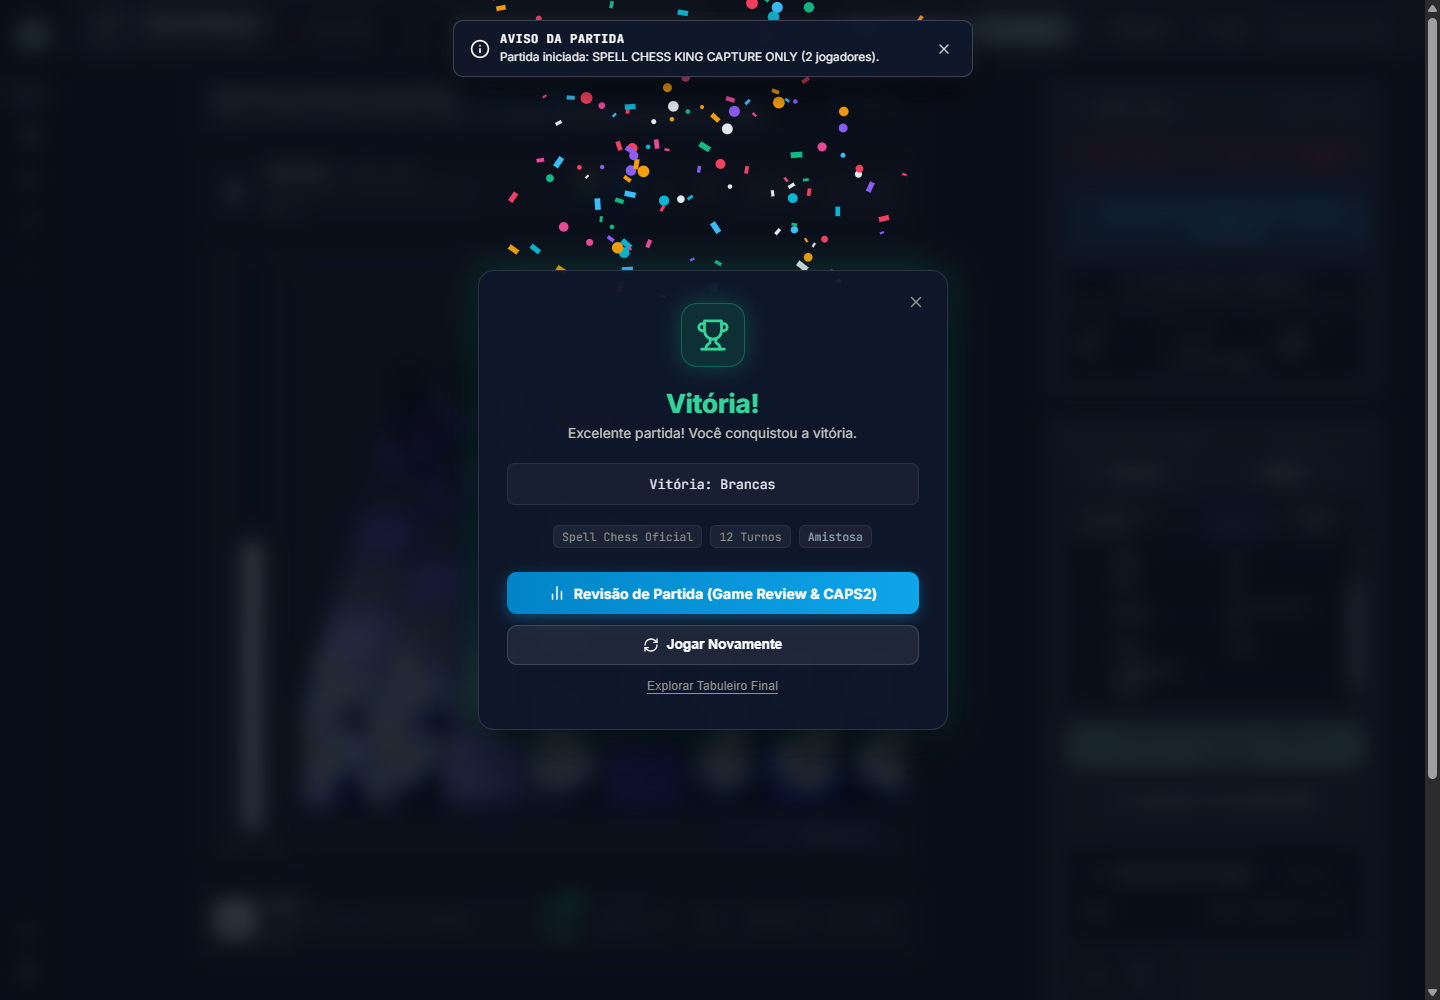 AVISO DA PARTIDA
Partida iniciada: SPELL CHESS KING CAPTURE ONLY (2 jogadores).
Vitória!
Excelente partida! Você conquistou a vitória.
Vitória: Brancas
Spell Chess Oficial
12 Turnos
Amistosa
Revisão de Partida (Game Review & CAPS2)
Jogar Novamente
Explorar Tabuleiro Final